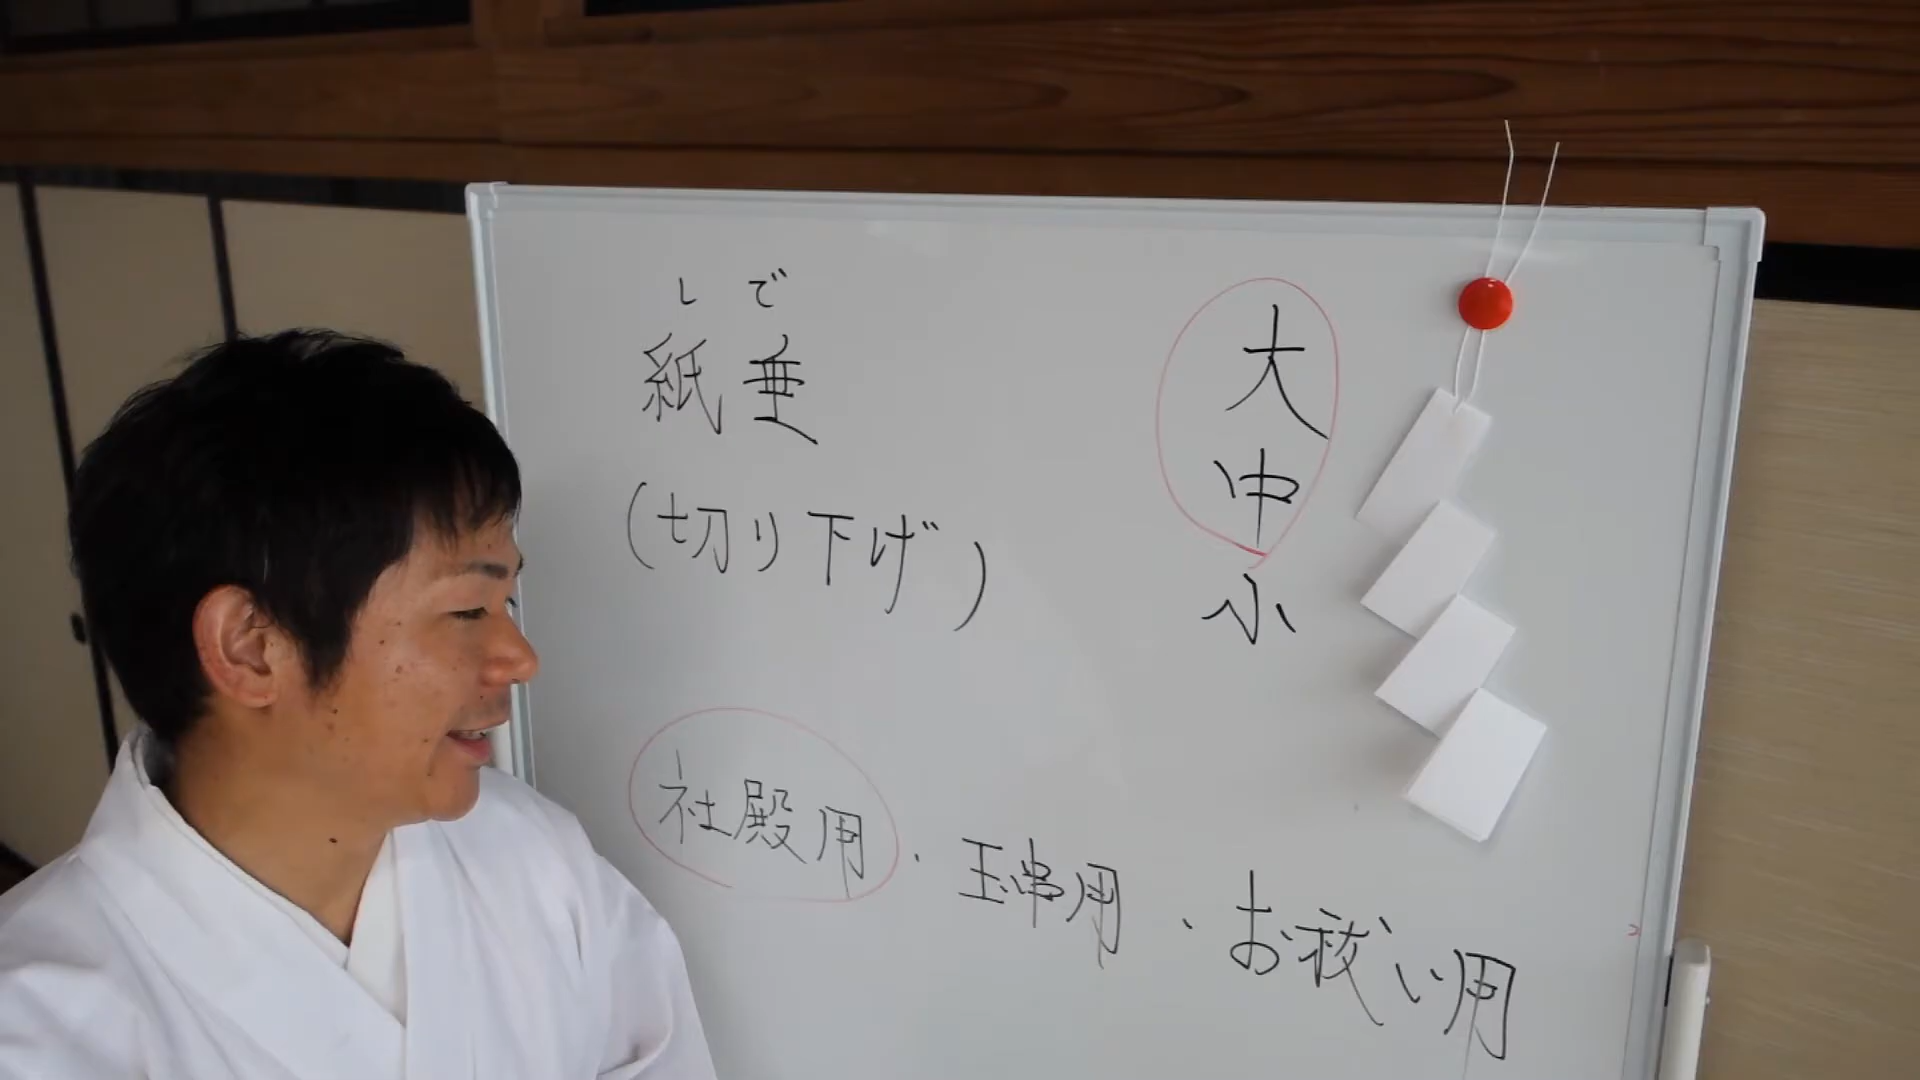 しで
紙垂
(切り下げ)
大
中
小
社殿用・玉串用・お祓い用